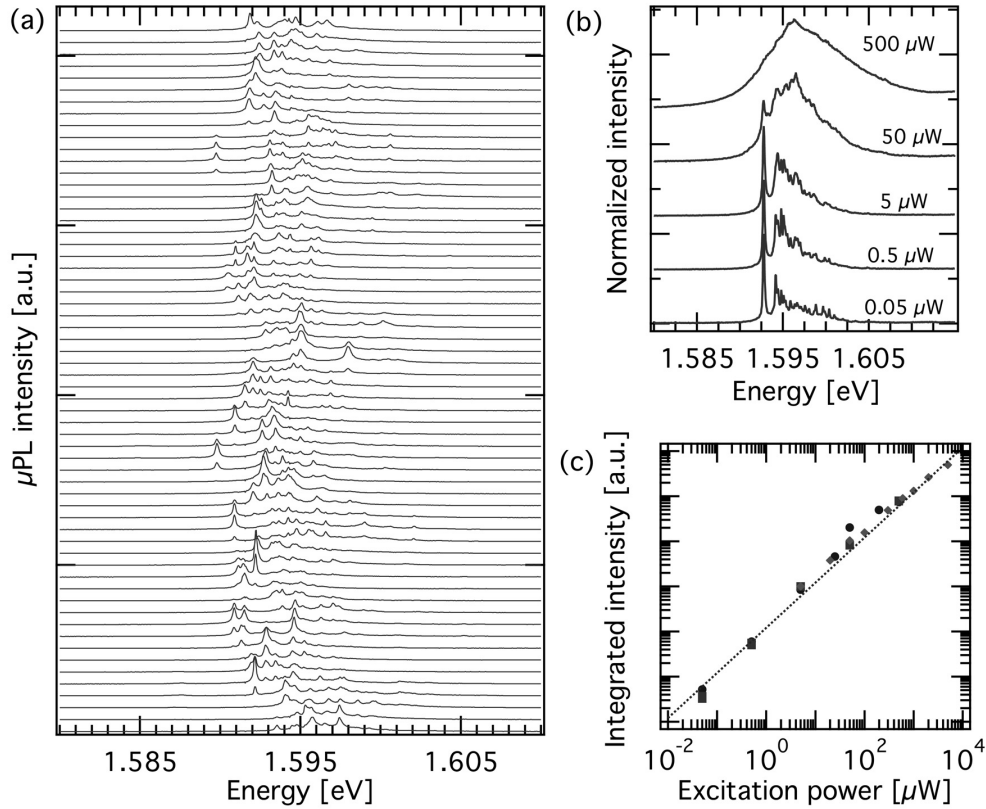 (a)
μPL intensity [a.u.]
1.585
1.595
1.605
Energy [eV]
(b)
Normalized intensity
500 μW
50 μW
5 μW
0.5 μW
0.05 μW
1.585
1.595
1.605
Energy [eV]
(c)
Integrated intensity [a.u.]
10⁻²
10⁰
10²
10⁴
Excitation power [μW]